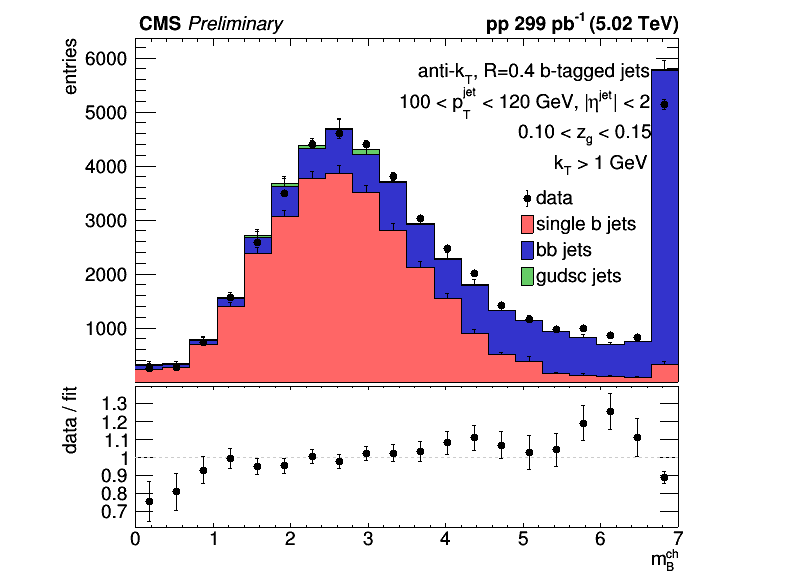 CMS Preliminary pp 299 pb⁻¹ (5.02 TeV)
entries
6000
5000
4000
3000
2000
1000
anti-k_T, R=0.4 b-tagged jets
100 < p_T^jet < 120 GeV, |η^jet| < 2
0.10 < z_g < 0.15
k_T > 1 GeV
data
single b jets
bb jets
gudsc jets
data / fit
1.3
1.2
1.1
1
0.9
0.8
0.7
0 1 2 3 4 5 6 7
m_B^ch